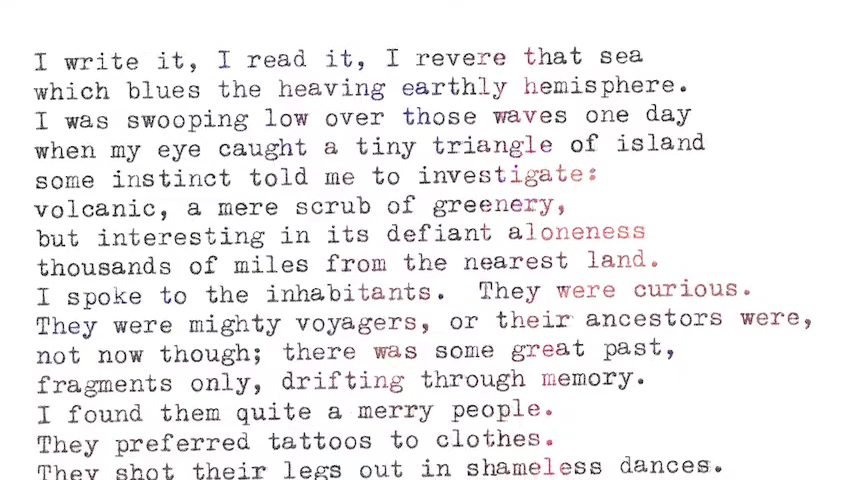 I write it, I read it, I revere that sea
which blues the heaving earthly hemisphere.
I was swooping low over those waves one day
when my eye caught a tiny triangle of island
some instinct told me to investigate:
volcanic, a mere scrub of greenery,
but interesting in its defiant aloneness
thousands of miles from the nearest land.
I spoke to the inhabitants.  They were curious.
They were mighty voyagers, or their ancestors were,
not now though; there was some great past,
fragments only, drifting through memory.
I found them quite a merry people.
They preferred tattoos to clothes.
They shot their legs out in shameless dances.